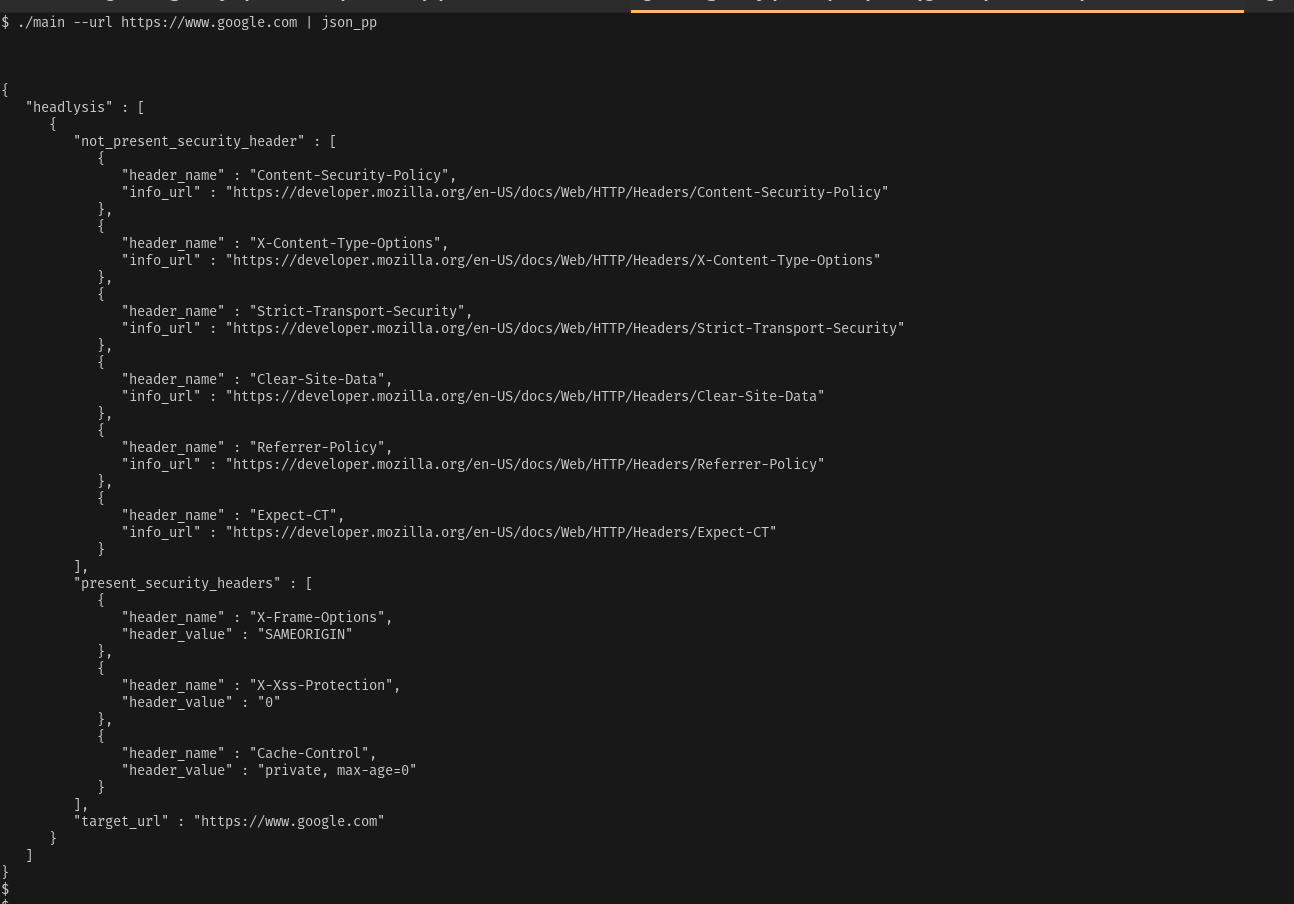 $ ./main --url https://www.google.com | json_pp
{
   "headlysis" : [
      {
         "not_present_security_header" : [
            {
               "header_name" : "Content-Security-Policy",
               "info_url" : "https://developer.mozilla.org/en-US/docs/Web/HTTP/Headers/Content-Security-Policy"
            },
            {
               "header_name" : "X-Content-Type-Options",
               "info_url" : "https://developer.mozilla.org/en-US/docs/Web/HTTP/Headers/X-Content-Type-Options"
            },
            {
               "header_name" : "Strict-Transport-Security",
               "info_url" : "https://developer.mozilla.org/en-US/docs/Web/HTTP/Headers/Strict-Transport-Security"
            },
            {
               "header_name" : "Clear-Site-Data",
               "info_url" : "https://developer.mozilla.org/en-US/docs/Web/HTTP/Headers/Clear-Site-Data"
            },
            {
               "header_name" : "Referrer-Policy",
               "info_url" : "https://developer.mozilla.org/en-US/docs/Web/HTTP/Headers/Referrer-Policy"
            },
            {
               "header_name" : "Expect-CT",
               "info_url" : "https://developer.mozilla.org/en-US/docs/Web/HTTP/Headers/Expect-CT"
            }
         ],
         "present_security_headers" : [
            {
               "header_name" : "X-Frame-Options",
               "header_value" : "SAMEORIGIN"
            },
            {
               "header_name" : "X-Xss-Protection",
               "header_value" : "0"
            },
            {
               "header_name" : "Cache-Control",
               "header_value" : "private, max-age=0"
            }
         ],
         "target_url" : "https://www.google.com"
      }
   ]
}
$